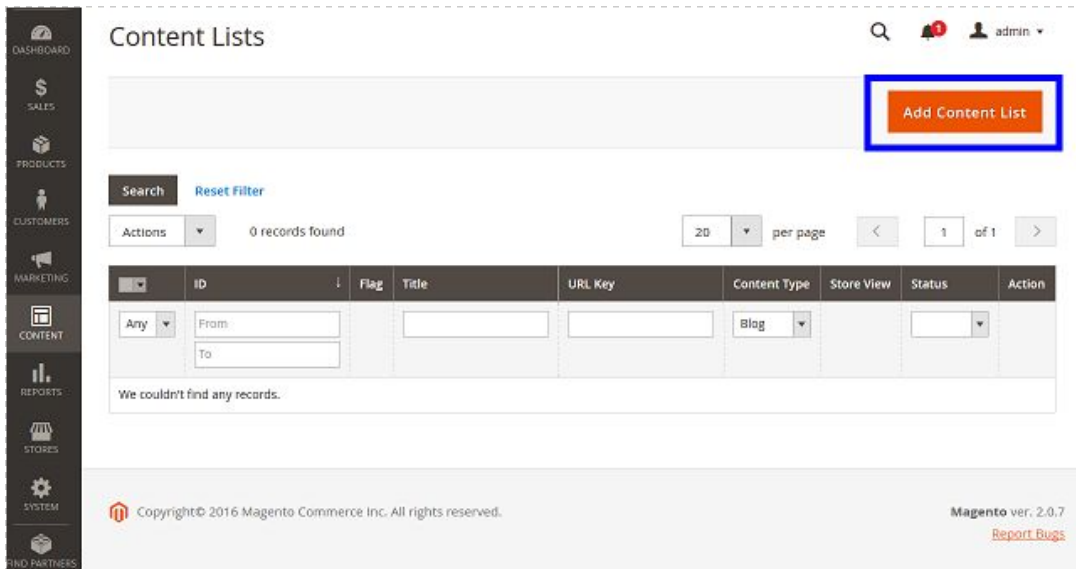 DASHBOARD
SALES
PRODUCTS
CUSTOMERS
MARKETING
CONTENT
REPORTS
STORES
SYSTEM
FIND PARTNERS
Content Lists
1 admin
Add Content List
Search Reset Filter
Actions 0 records found 20 per page 1 of 1
ID ↓ Flag Title URL Key Content Type Store View Status Action
Any From Blog
To
We couldn't find any records.
Copyright© 2016 Magento Commerce Inc. All rights reserved. Magento ver. 2.0.7
Report Bugs